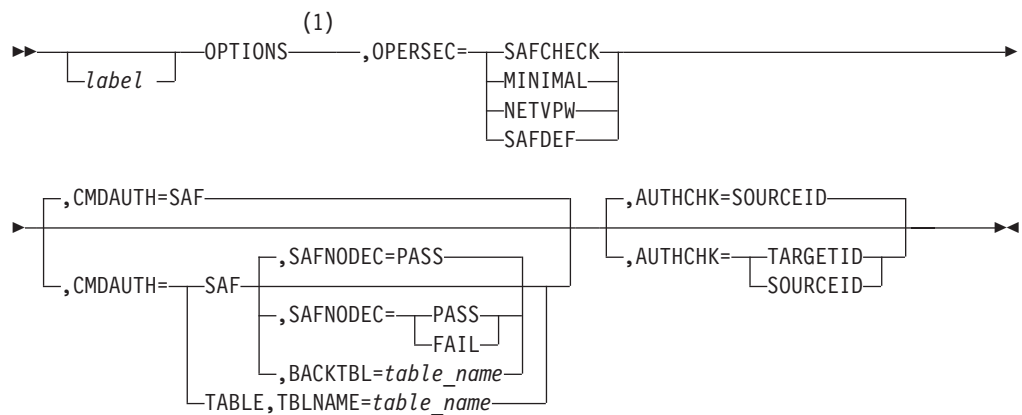 (1)
OPTIONS ,OPERSEC= SAFCHECK
label MINIMAL
NETVPW
SAFDEF
,CMDAUTH=SAF ,AUTHCHK=SOURCEID
,SAFNODEC=PASS ,AUTHCHK= TARGETID
,CMDAUTH= SAF SOURCEID
,SAFNODEC= PASS
FAIL
,BACKTBL=table_name
TABLE,TBLNAME=table_name